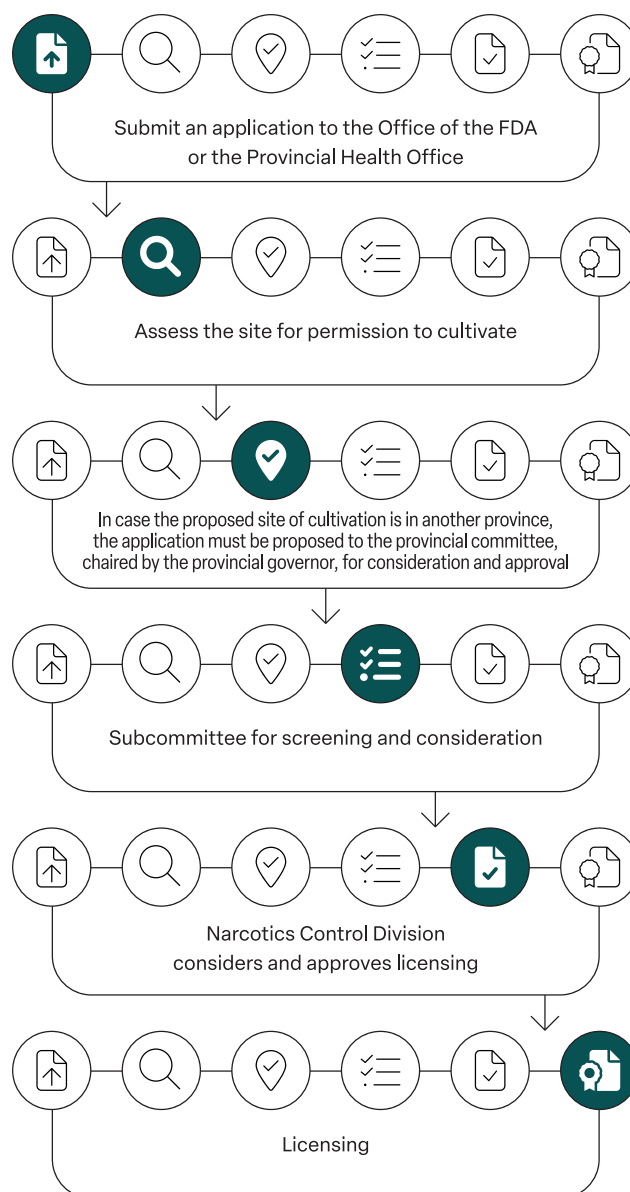 Submit an application to the Office of the FDA
or the Provincial Health Office
Assess the site for permission to cultivate
In case the proposed site of cultivation is in another province,
the application must be proposed to the provincial committee,
chaired by the provincial governor, for consideration and approval
Subcommittee for screening and consideration
Narcotics Control Division
considers and approves licensing
Licensing